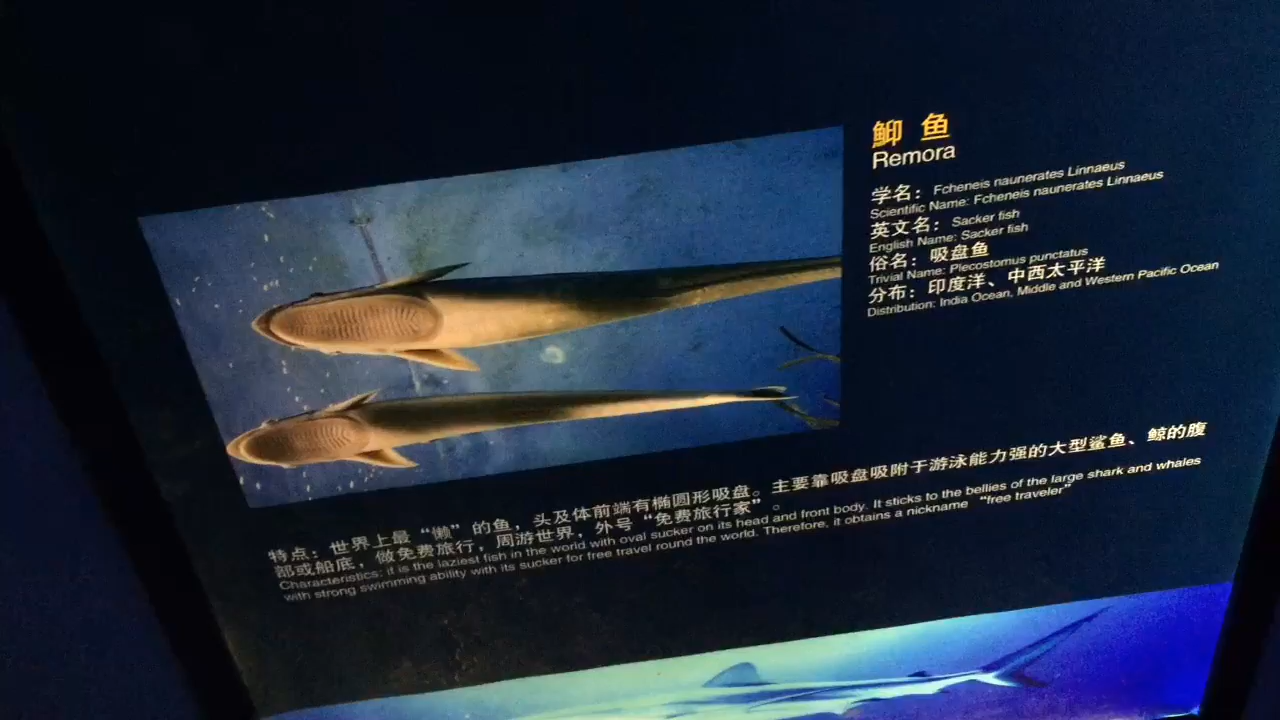 鮣鱼
Remora
学名：Fcheneis naunerates Linnaeus
Scientific Name: Fcheneis naunerates Linnaeus
英文名：Sacker fish
English Name: Sacker fish
俗名：吸盘鱼
Trivial Name: Plecostomus punctatus
分布：印度洋、中西太平洋
Distribution: India Ocean, Middle and Western Pacific Ocean
特点：世界上最“懒”的鱼，头及体前端有椭圆形吸盘。主要靠吸盘吸附于游泳能力强的大型鲨鱼、鲸的腹
部或船底，做免费旅行，周游世界，外号“免费旅行家”。
Characteristics: it is the laziest fish in the world with oval sucker on its head and front body. It sticks to the bellies of the large shark and whales
with strong swimming ability with its sucker for free travel round the world. Therefore, it obtains a nickname “free traveler”